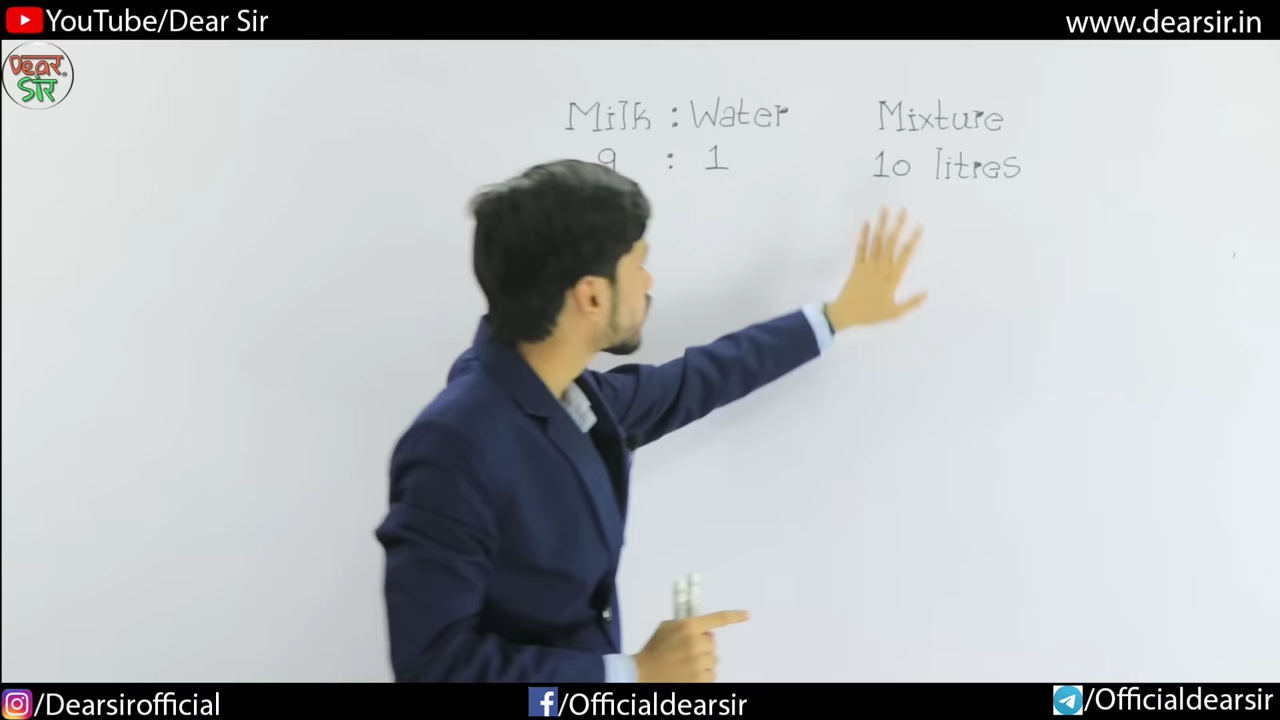 YouTube/Dear Sir
www.dearsir.in
Dear
Sir
Milk : Water Mixture
9 : 1 10 litres
/Dearsirofficial
/Officialdearsir
/Officialdearsir